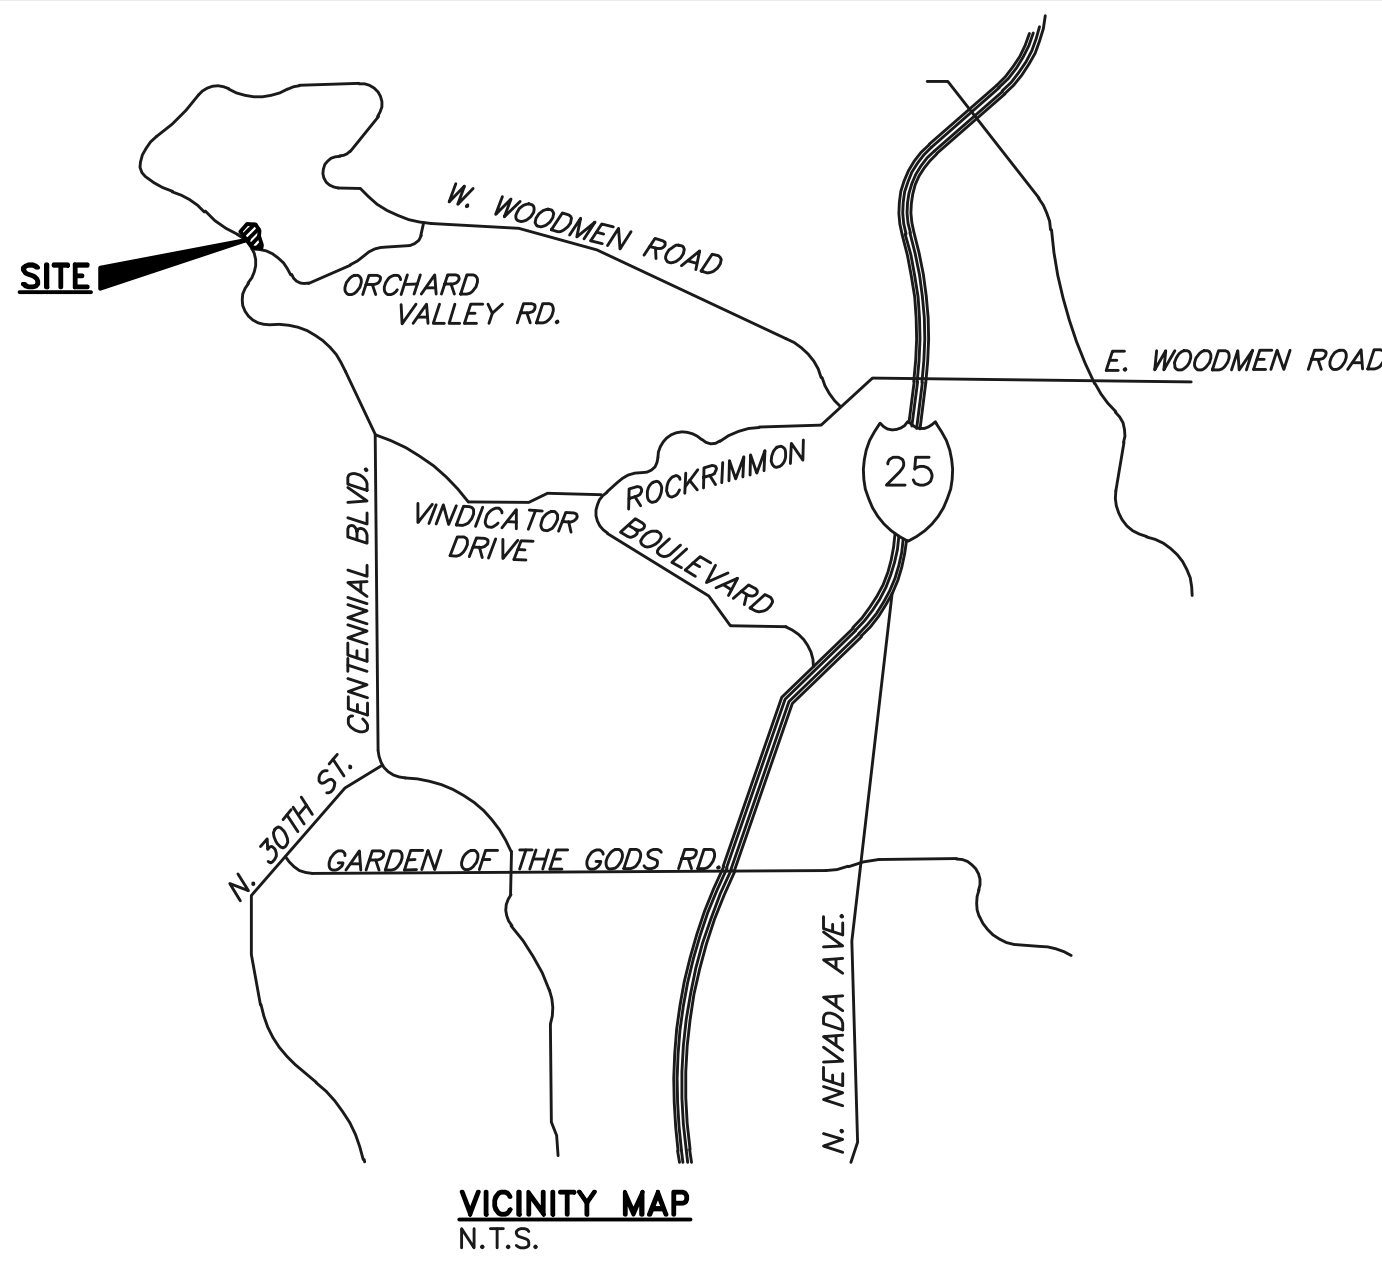 W. WOODMEN ROAD
SITE
ORCHARD
VALLEY RD.
E. WOODMEN ROAD
ROCKRIMMON
BOULEVARD
25
VINDICATOR
DRIVE
CENTENNIAL BLVD.
N. 30TH ST.
GARDEN OF THE GODS RD.
N. NEVADA AVE.
VICINITY MAP
N.T.S.